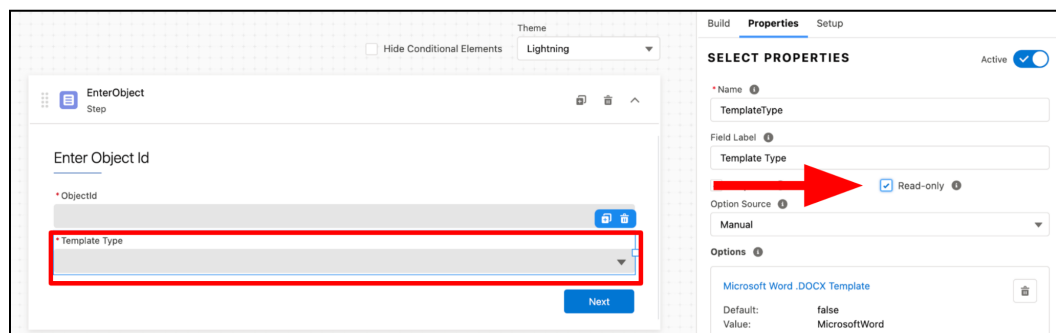 Theme
Hide Conditional Elements
Lightning
EnterObject
Step
Enter Object Id
* ObjectId
* Template Type
Next
Build Properties Setup
SELECT PROPERTIES
Active
* Name
TemplateType
Field Label
Template Type
Read-only
Option Source
Manual
Options
Microsoft Word .DOCX Template
Default: false
Value: MicrosoftWord